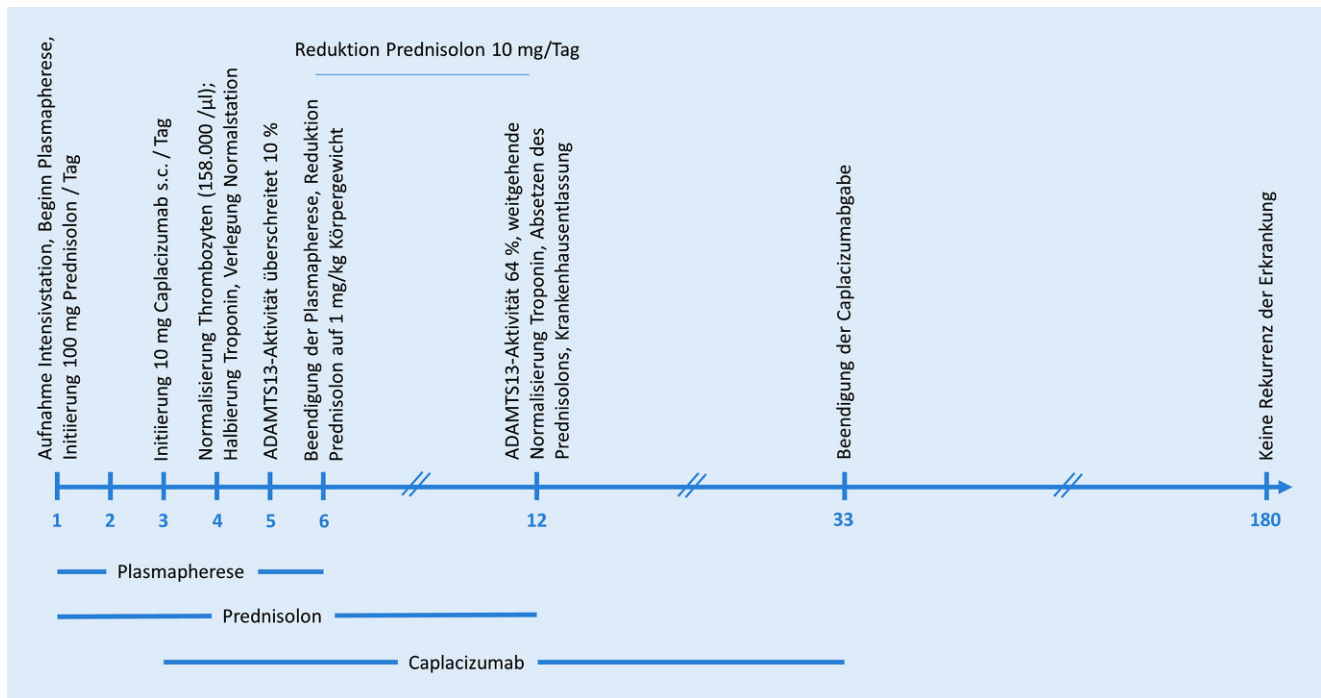 Reduktion Prednisolon 10 mg/Tag
Aufnahme Intensivstation, Beginn Plasmapherese,
Initiierung 100 mg Prednisolon / Tag
Initiierung 10 mg Caplacizumab s.c. / Tag
Normalisierung Thrombozyten (158.000 /µl);
Halbierung Troponin, Verlegung Normalstation
ADAMTS13-Aktivität überschreitet 10 %
Beendigung der Plasmapherese, Reduktion
Prednisolon auf 1 mg/kg Körpergewicht
ADAMTS13-Aktivität 64 %, weitgehende
Normalisierung Troponin, Absetzen des
Prednisolons, Krankenhausentlassung
Beendigung der Caplacizumabgabe
Keine Rekurrenz der Erkrankung
1 2 3 4 5 6 12 33 180
Plasmapherese
Prednisolon
Caplacizumab